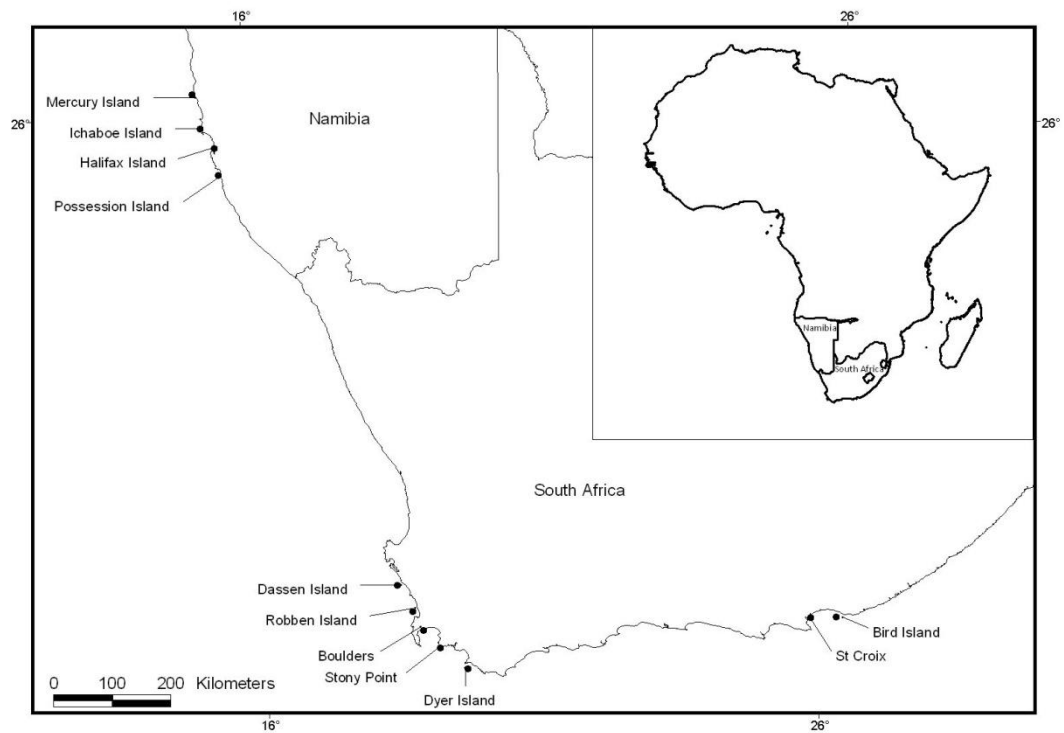 16°
26°
Mercury Island
Namibia
Ichaboe Island
26°
26°
Halifax Island
Possession Island
Namibia
South Africa
South Africa
Dassen Island
Robben Island
Boulders
Bird Island
St Croix
Stony Point
0 100 200 Kilometers
Dyer Island
16°
26°